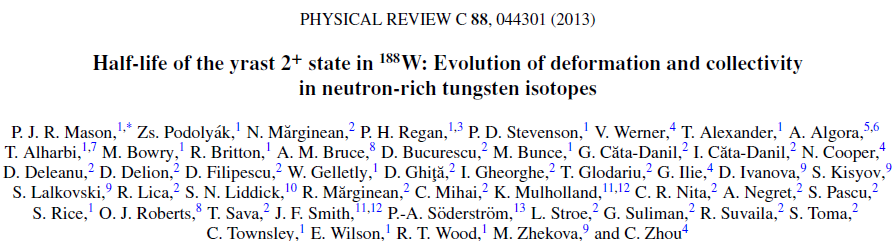 PHYSICAL REVIEW C 88, 044301 (2013)
Half-life of the yrast 2⁺ state in ¹⁸⁸W: Evolution of deformation and collectivity
in neutron-rich tungsten isotopes
P. J. R. Mason,¹,* Zs. Podolyák,¹ N. Mărginean,² P. H. Regan,¹,³ P. D. Stevenson,¹ V. Werner,⁴ T. Alexander,¹ A. Algora,⁵,⁶
T. Alharbi,¹,⁷ M. Bowry,¹ R. Britton,¹ A. M. Bruce,⁸ D. Bucurescu,² M. Bunce,¹ G. Căta-Danil,² I. Căta-Danil,² N. Cooper,⁴
D. Deleanu,² D. Delion,² D. Filipescu,² W. Gelletly,¹ D. Ghiţă,² I. Gheorghe,² T. Glodariu,² G. Ilie,⁴ D. Ivanova,⁹ S. Kisyov,⁹
S. Lalkovski,⁹ R. Lica,² S. N. Liddick,¹⁰ R. Mărginean,² C. Mihai,² K. Mulholland,¹¹,¹² C. R. Nita,² A. Negret,² S. Pascu,²
S. Rice,¹ O. J. Roberts,⁸ T. Sava,² J. F. Smith,¹¹,¹² P.-A. Söderström,¹³ L. Stroe,² G. Suliman,² R. Suvaila,² S. Toma,²
C. Townsley,¹ E. Wilson,¹ R. T. Wood,¹ M. Zhekova,⁹ and C. Zhou⁴